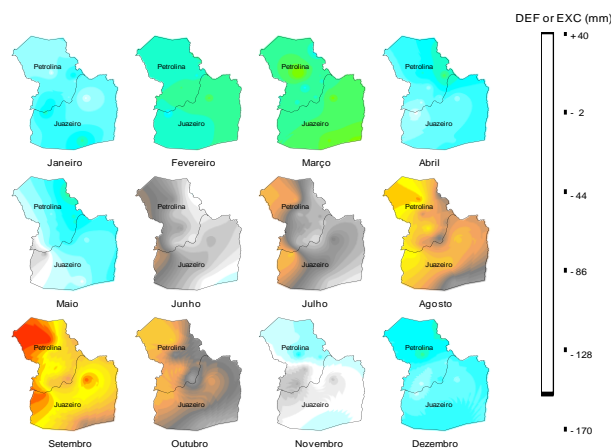 DEF or EXC (mm)
+ 40
- 2
- 44
- 86
- 128
- 170
Petrolina
Juazeiro
Janeiro
Petrolina
Juazeiro
Fevereiro
Petrolina
Juazeiro
Março
Petrolina
Juazeiro
Abril
Petrolina
Juazeiro
Maio
Petrolina
Juazeiro
Junho
Petrolina
Juazeiro
Julho
Petrolina
Juazeiro
Agosto
Petrolina
Juazeiro
Setembro
Petrolina
Juazeiro
Outubro
Petrolina
Juazeiro
Novembro
Petrolina
Juazeiro
Dezembro